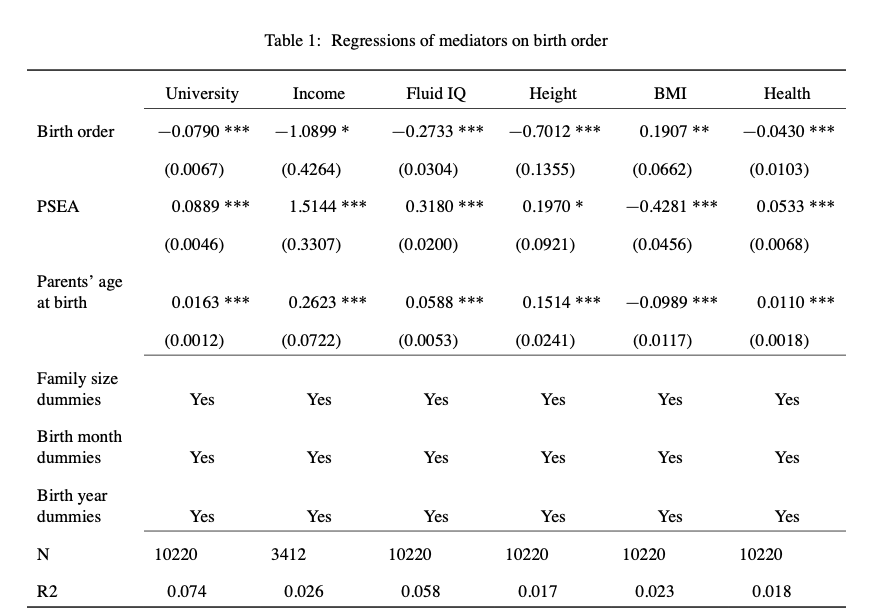 Table 1: Regressions of mediators on birth order
University Income Fluid IQ Height BMI Health
Birth order −0.0790 *** −1.0899 * −0.2733 *** −0.7012 *** 0.1907 ** −0.0430 ***
(0.0067) (0.4264) (0.0304) (0.1355) (0.0662) (0.0103)
PSEA 0.0889 *** 1.5144 *** 0.3180 *** 0.1970 * −0.4281 *** 0.0533 ***
(0.0046) (0.3307) (0.0200) (0.0921) (0.0456) (0.0068)
Parents’ age
at birth 0.0163 *** 0.2623 *** 0.0588 *** 0.1514 *** −0.0989 *** 0.0110 ***
(0.0012) (0.0722) (0.0053) (0.0241) (0.0117) (0.0018)
Family size
dummies Yes Yes Yes Yes Yes Yes
Birth month
dummies Yes Yes Yes Yes Yes Yes
Birth year
dummies Yes Yes Yes Yes Yes Yes
N 10220 3412 10220 10220 10220 10220
R2 0.074 0.026 0.058 0.017 0.023 0.018